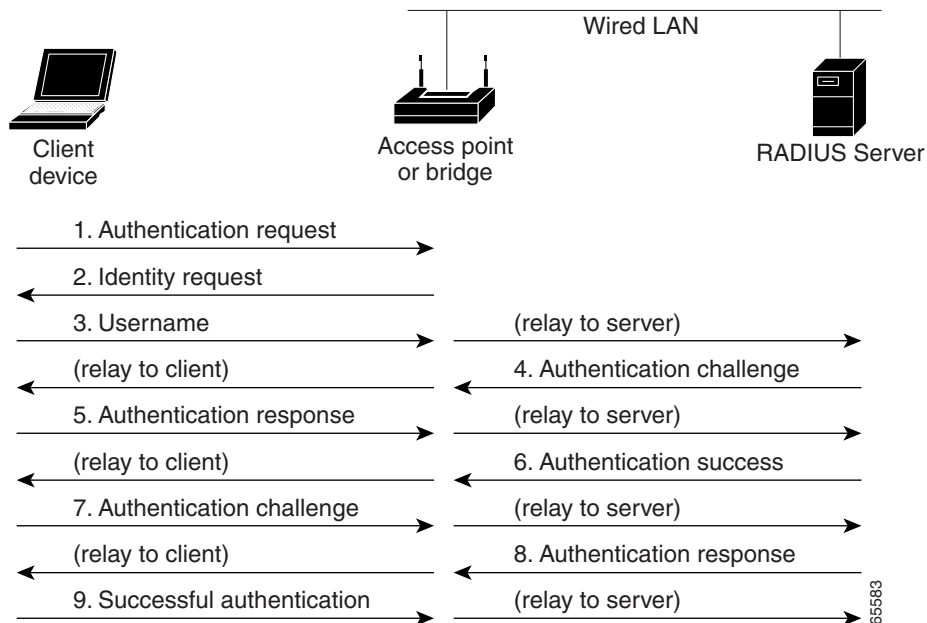 Wired LAN
Client
device
Access point
or bridge
RADIUS Server
1. Authentication request
2. Identity request
3. Username
(relay to server)
(relay to client)
4. Authentication challenge
5. Authentication response
(relay to server)
(relay to client)
6. Authentication success
7. Authentication challenge
(relay to server)
(relay to client)
8. Authentication response
9. Successful authentication
(relay to server)
65583